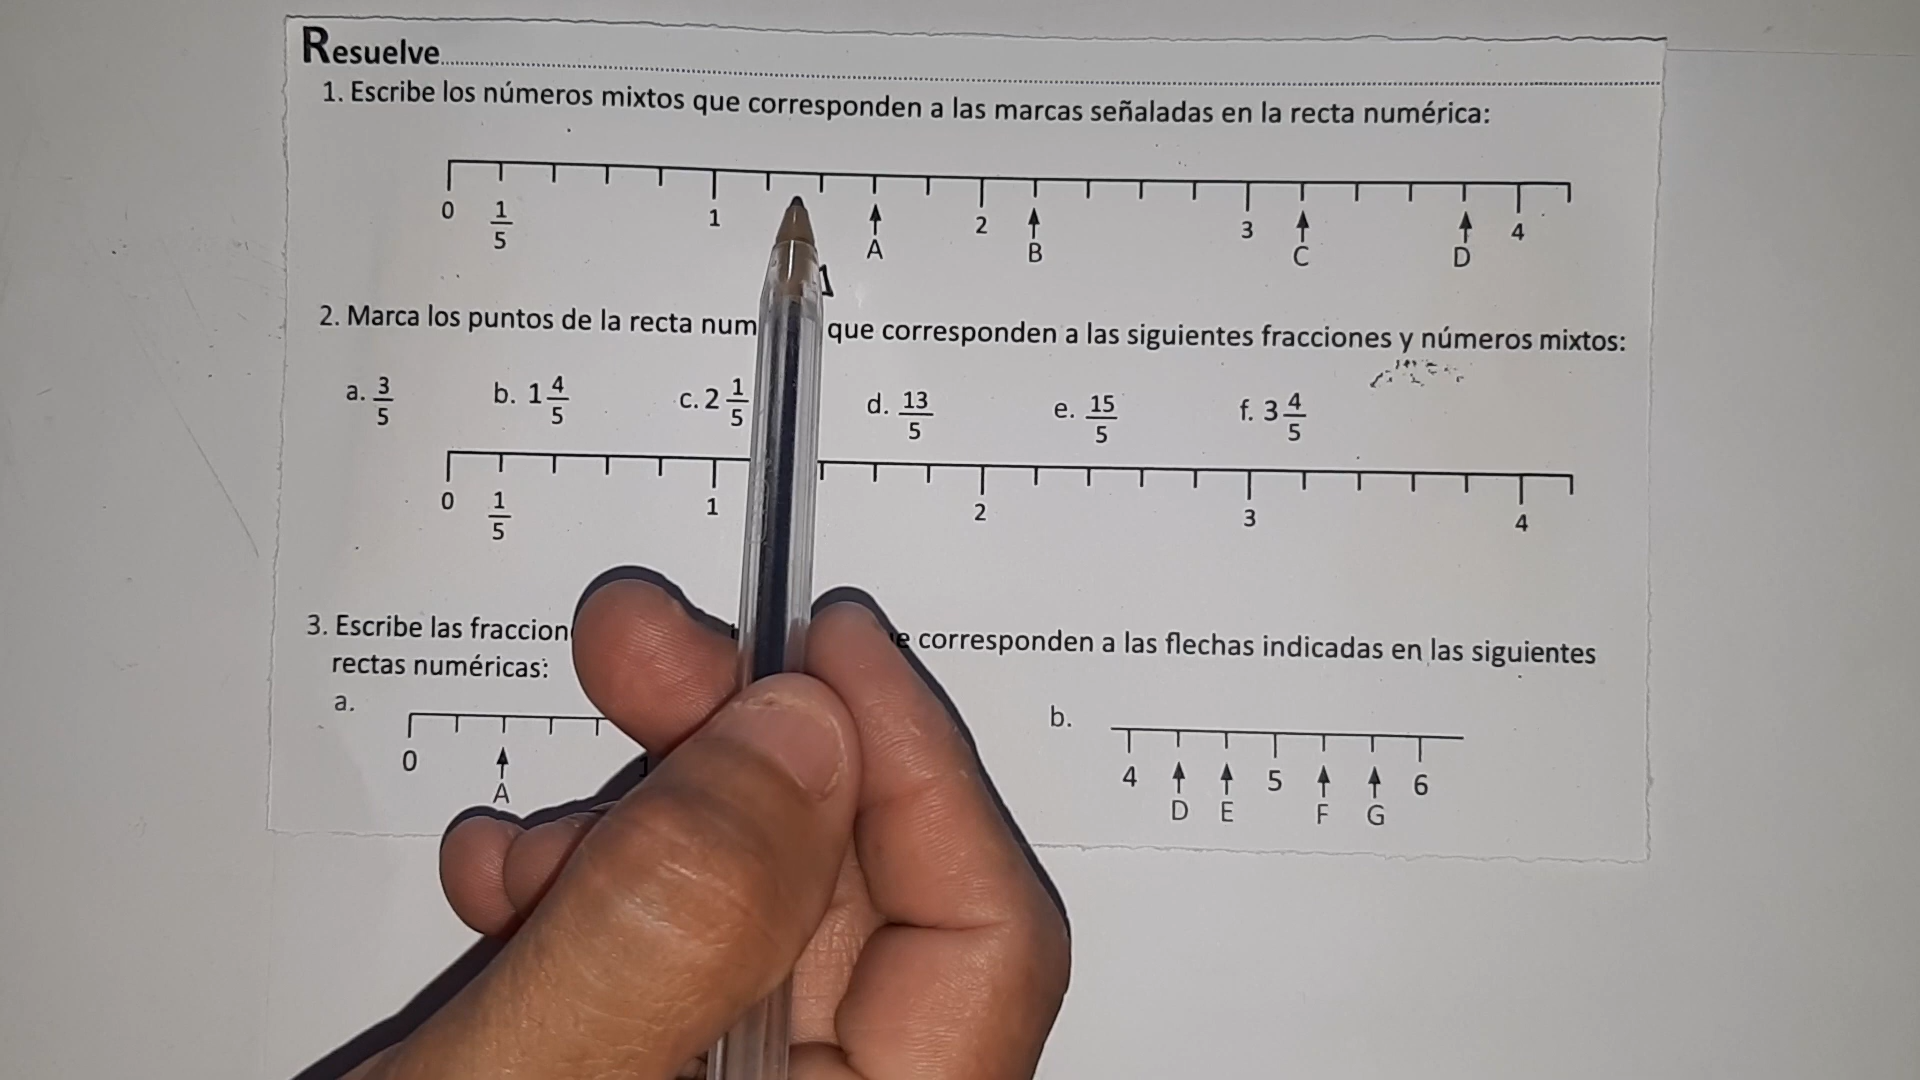 Resuelve
1. Escribe los números mixtos que corresponden a las marcas señaladas en la recta numérica:
0 1/5 1 2 3 4
A B C D
1
2. Marca los puntos de la recta num que corresponden a las siguientes fracciones y números mixtos:
a. 3/5 b. 1 4/5 c. 2 1/5 d. 13/5 e. 15/5 f. 3 4/5
0 1/5 1 2 3 4
3. Escribe las fraccion e corresponden a las flechas indicadas en las siguientes
rectas numéricas:
a.
0
A
b.
4 5 6
D E F G